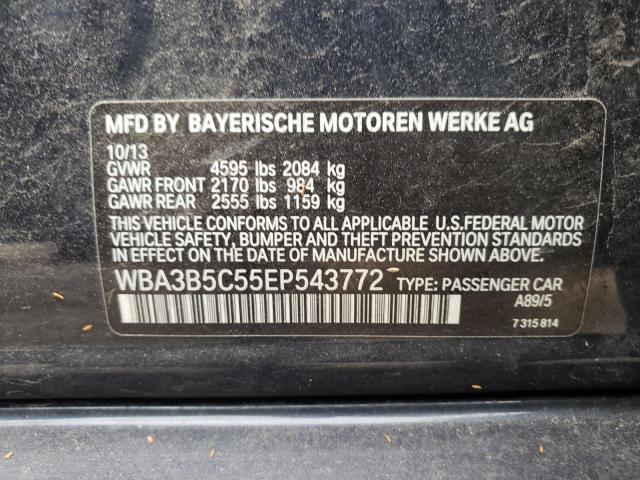 MFD BY BAYERISCHE MOTOREN WERKE AG
10/13
GVWR 4595 lbs 2084 kg
GAWR FRONT 2170 lbs 984 kg
GAWR REAR 2555 lbs 1159 kg
THIS VEHICLE CONFORMS TO ALL APPLICABLE U.S.FEDERAL MOTOR
VEHICLE SAFETY, BUMPER AND THEFT PREVENTION STANDARDS
IN EFFECT ON THE DATE OF MANUFACTURE SHOWN ABOVE.
WBA3B5C55EP543772 TYPE: PASSENGER CAR
A89/5
7 315 814